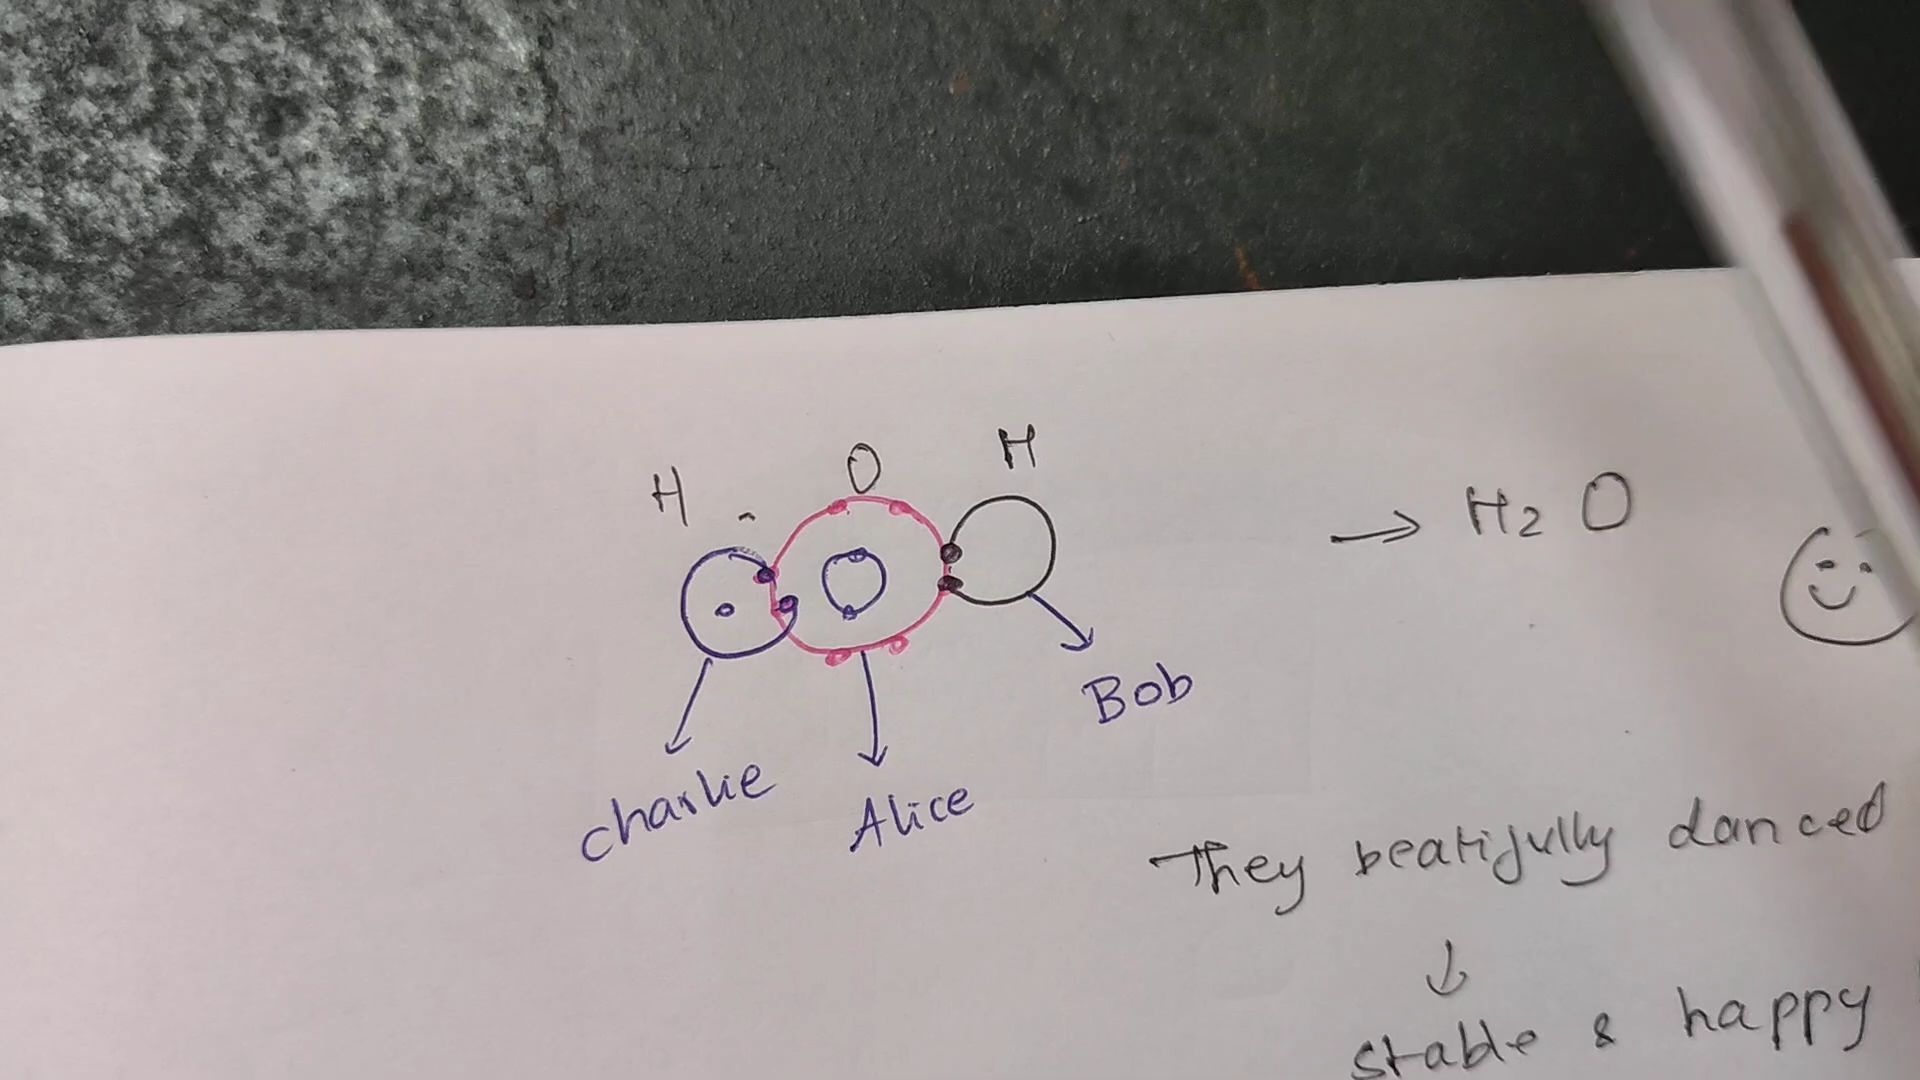 H O H
→ H2 O
Bob
charlie
Alice
They beatifully danced
↓
stable & happy